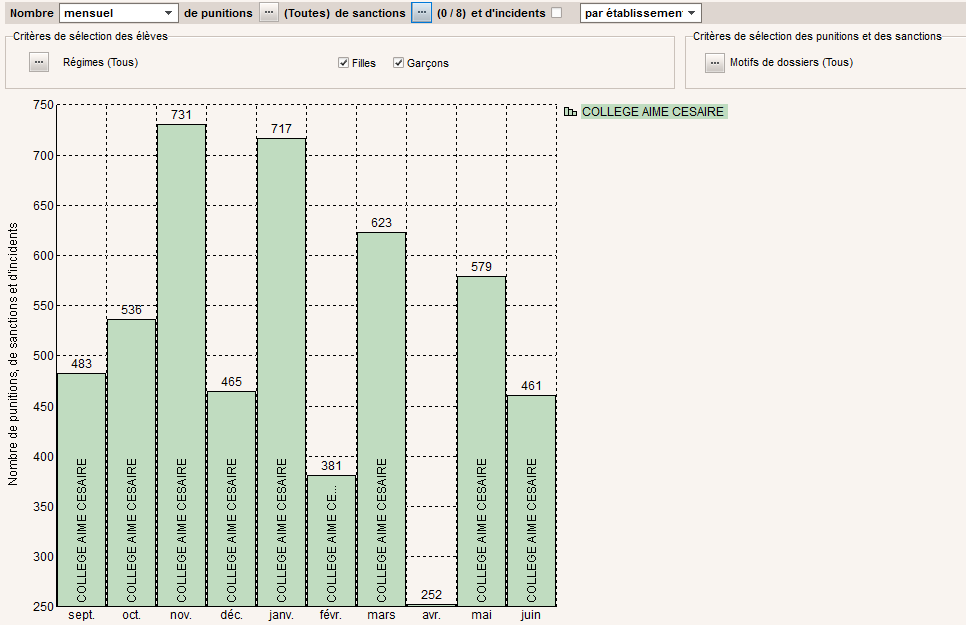 Nombre mensuel de punitions ... (Toutes) de sanctions ... (0 / 8) et d'incidents par établissemen
Critères de sélection des élèves
Critères de sélection des punitions et des sanctions
... Régimes (Tous) Filles Garçons
... Motifs de dossiers (Tous)
COLLEGE AIME CESAIRE
Nombre de punitions, de sanctions et d'incidents
750
700
650
600
550
500
450
400
350
300
250
483
536
731
465
717
381
623
252
579
461
COLLEGE AIME CESAIRE
COLLEGE AIME CESAIRE
COLLEGE AIME CESAIRE
COLLEGE AIME CESAIRE
COLLEGE AIME CESAIRE
COLLEGE AIME CE...
COLLEGE AIME CESAIRE
COLLEGE AIME CESAIRE
COLLEGE AIME CESAIRE
sept. oct. nov. déc. janv. févr. mars avr. mai juin